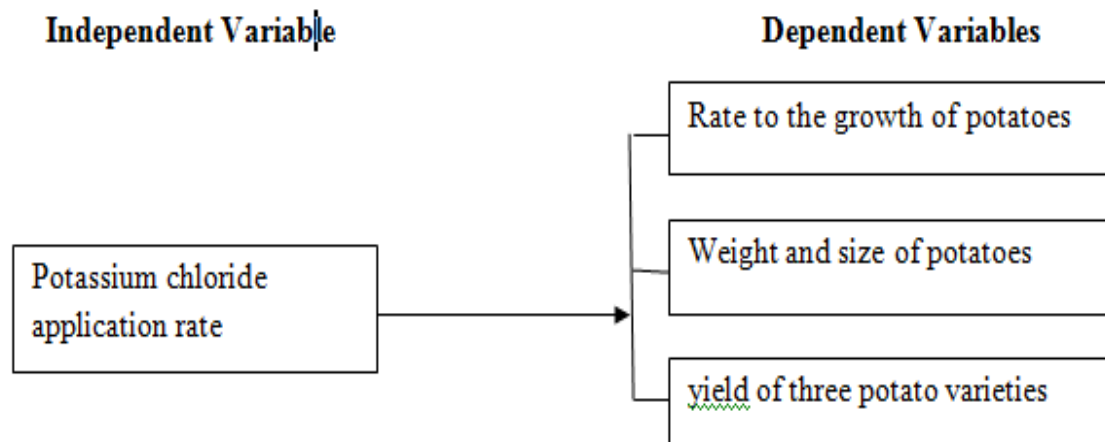 Independent Variable
Dependent Variables
Rate to the growth of potatoes
Weight and size of potatoes
Potassium chloride
application rate
yield of three potato varieties